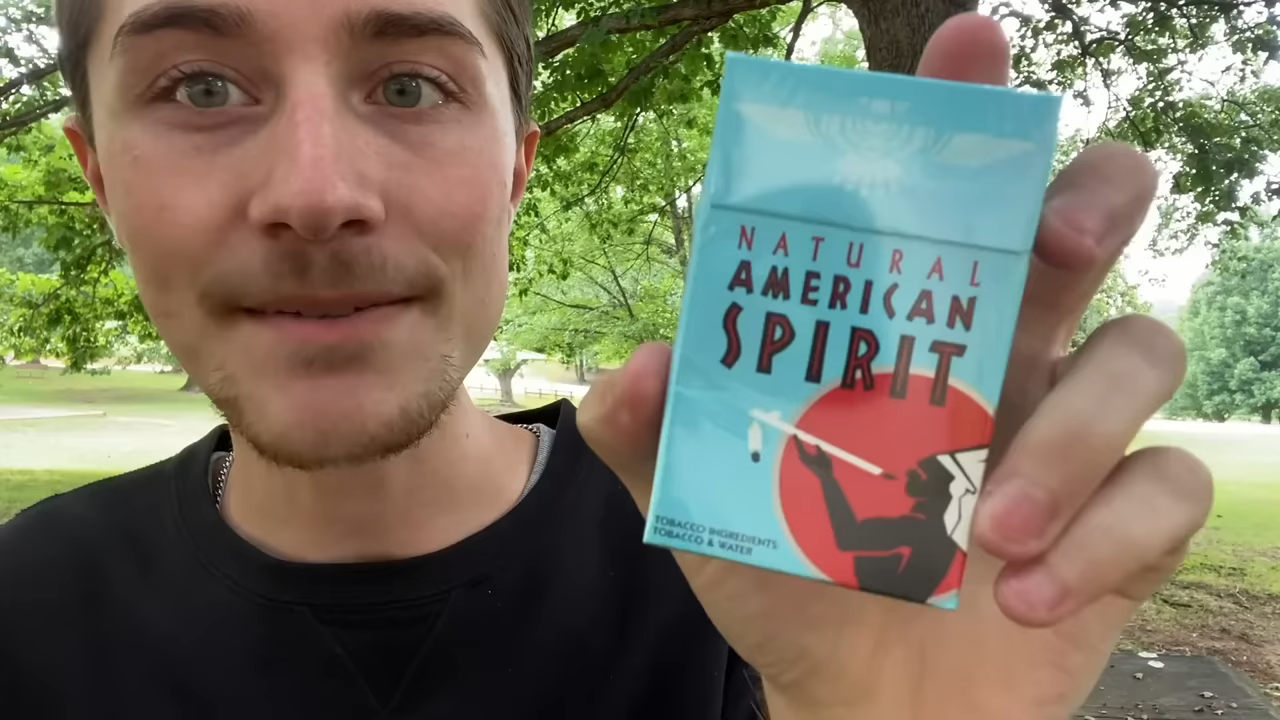 NATURAL
AMERICAN
SPIRIT
TOBACCO INGREDIENTS:
TOBACCO & WATER